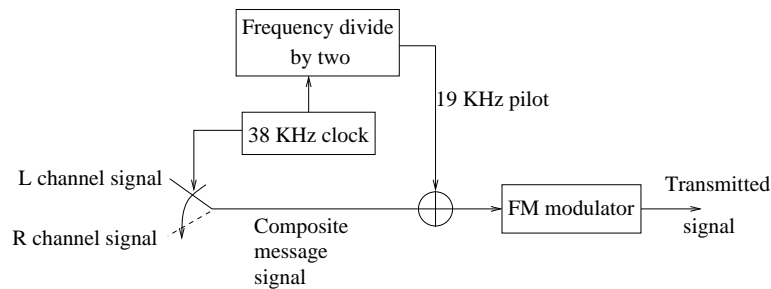 Frequency divide
by two
19 KHz pilot
38 KHz clock
L channel signal
R channel signal
Composite
message
signal
FM modulator
Transmitted
signal